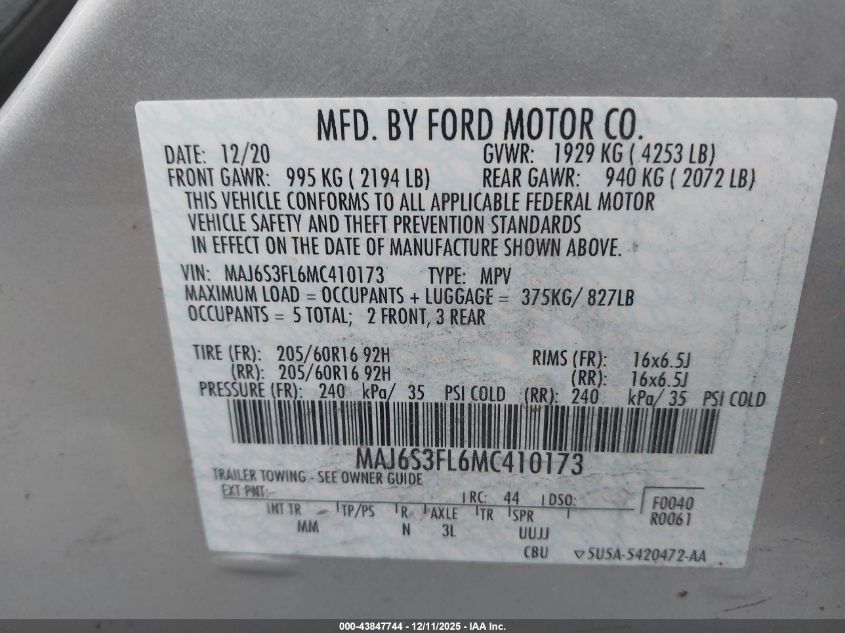 MFD. BY FORD MOTOR CO.
DATE: 12/20 GVWR: 1929 KG ( 4253 LB)
FRONT GAWR: 995 KG ( 2194 LB) REAR GAWR: 940 KG ( 2072 LB)
THIS VEHICLE CONFORMS TO ALL APPLICABLE FEDERAL MOTOR
VEHICLE SAFETY AND THEFT PREVENTION STANDARDS
IN EFFECT ON THE DATE OF MANUFACTURE SHOWN ABOVE.
VIN: MAJ6S3FL6MC410173 TYPE: MPV
MAXIMUM LOAD = OCCUPANTS + LUGGAGE = 375KG/ 827LB
OCCUPANTS = 5 TOTAL; 2 FRONT, 3 REAR
TIRE (FR): 205/60R16 92H RIMS (FR): 16x6.5J
(RR): 205/60R16 92H (RR): 16x6.5J
PRESSURE (FR): 240 kPa/ 35 PSI COLD (RR): 240 kPa/ 35 PSI COLD
MAJ6S3FL6MC410173
TRAILER TOWING - SEE OWNER GUIDE
EXT PNT: RC: 44 DSO: F0040
INT TR TP/PS R AXLE TR SPR R0061
MM N 3L UUJJ
CBU 5U5A-5420472-AA
000-43847744 - 12/11/2025 - IAA Inc.